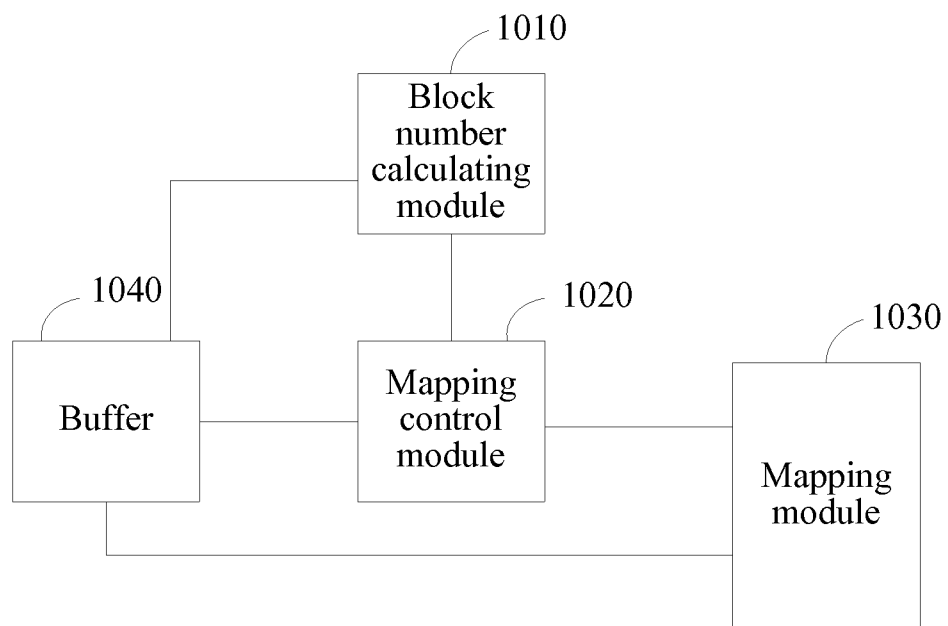 1010
Block
number
calculating
module
1040
1020
1030
Buffer
Mapping
control
module
Mapping
module